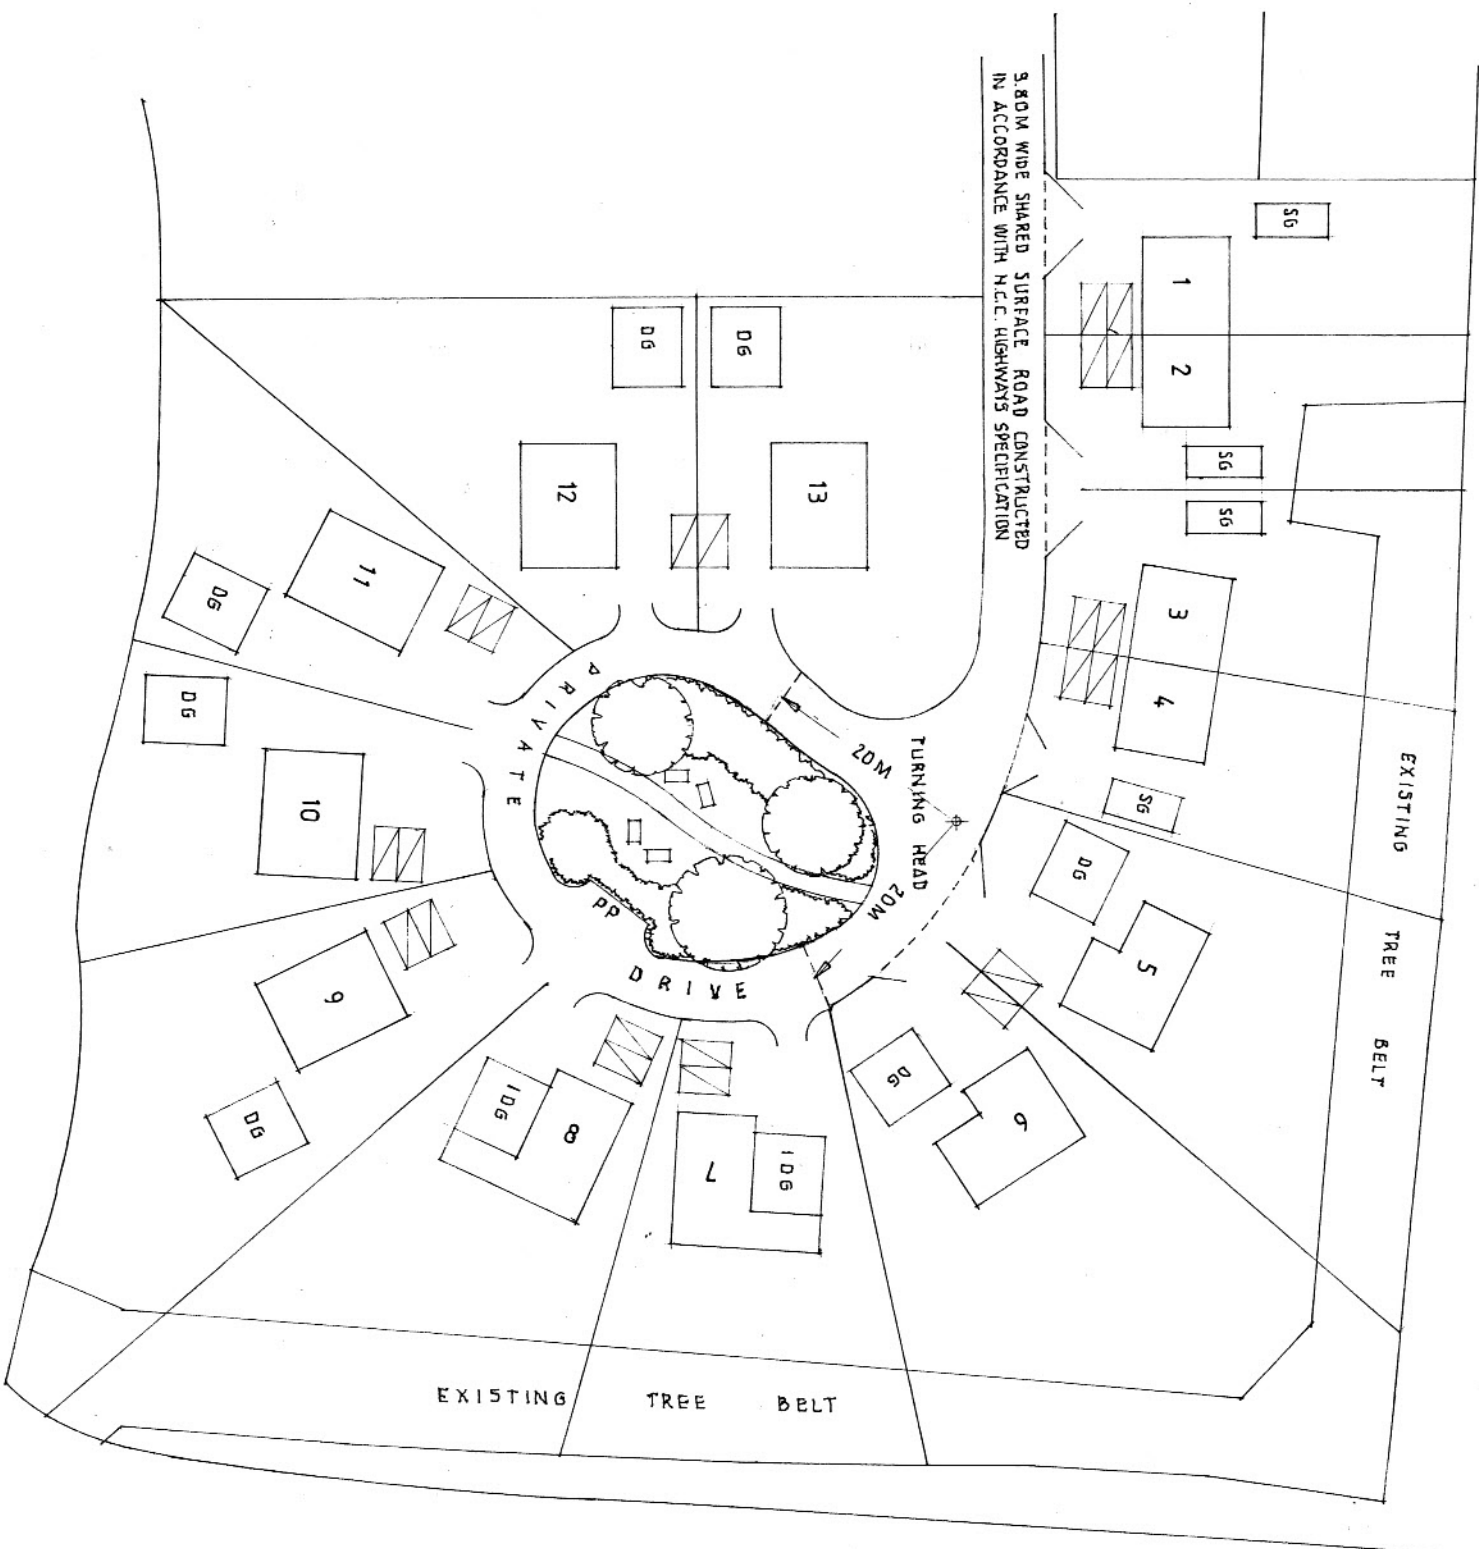 9.80M WIDE SHARED SURFACE ROAD CONSTRUCTED
IN ACCORDANCE WITH N.C.C. HIGHWAYS SPECIFICATION
SG
1
2
SG
SG
3
4
SG
DG
5
6
DG
7
IDG
8
IDG
9
DG
10
DG
11
DG
12
DG
13
DG
TURNING HEAD
20M
20M
PRIVATE
DRIVE
PP
EXISTING
TREE
BELT
EXISTING TREE BELT